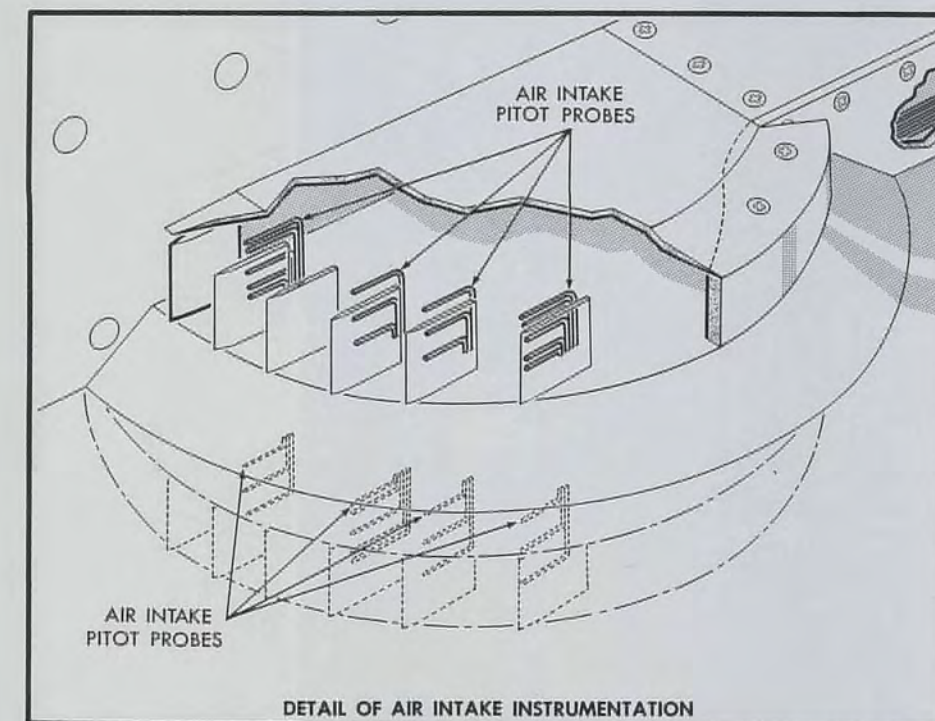 AIR INTAKE
PITOT PROBES
AIR INTAKE
PITOT PROBES
DETAIL OF AIR INTAKE INSTRUMENTATION